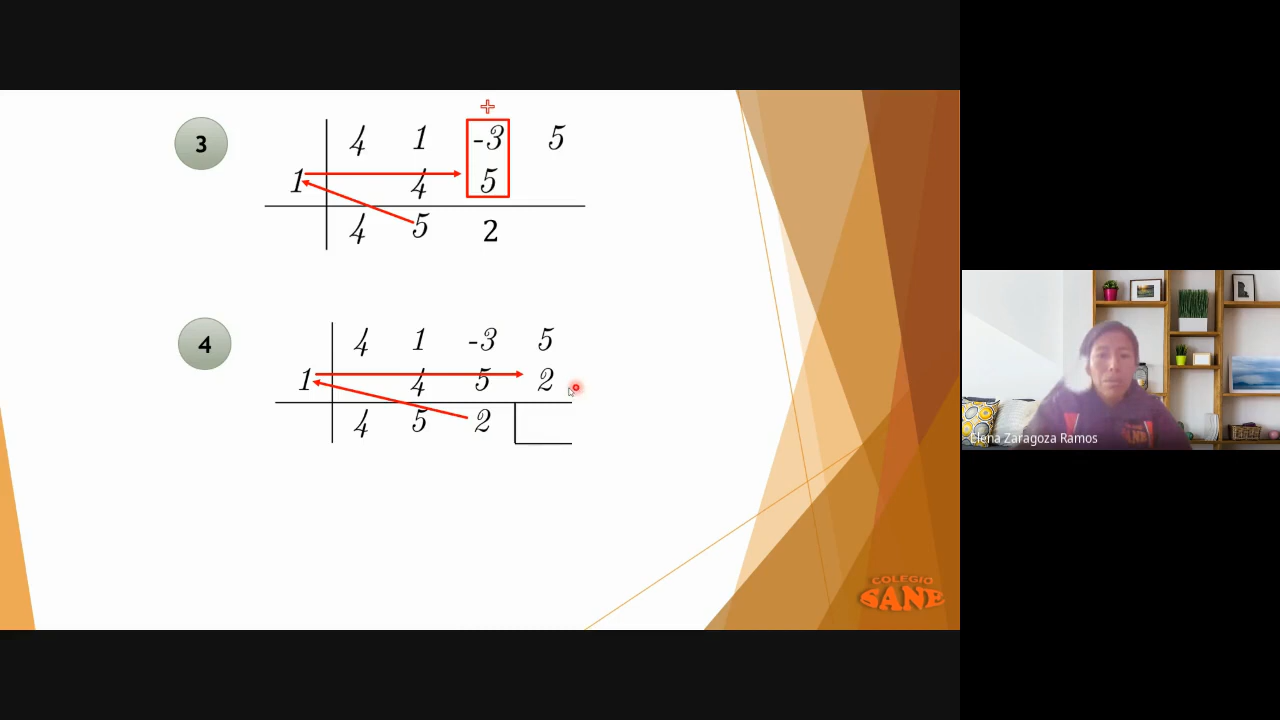 3
4 1 -3 5
1 4 5
4 5 2
4
4 1 -3 5
1 4 5 2
4 5 2
COLEGIO
SANE
Elena Zaragoza Ramos